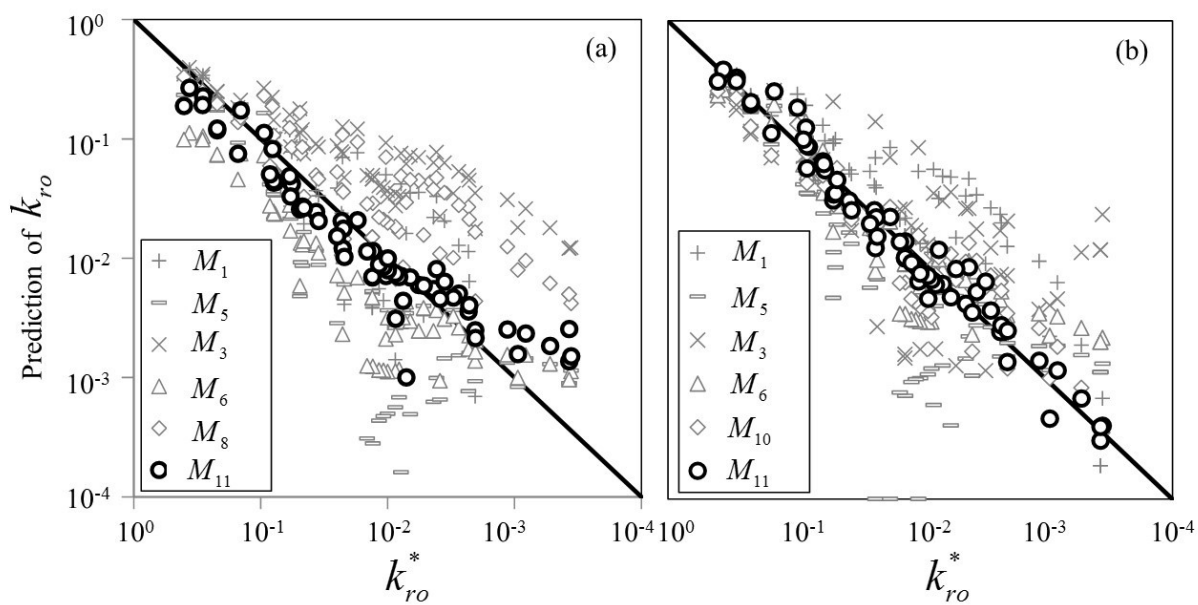 (a)
(b)
Prediction of k_ro
10^0
10^-1
10^-2
10^-3
10^-4
M_1
M_5
M_3
M_6
M_8
M_11
M_1
M_5
M_3
M_6
M_10
M_11
10^0 10^-1 10^-2 10^-3 10^-4
10^0 10^-1 10^-2 10^-3 10^-4
k_ro^*
k_ro^*